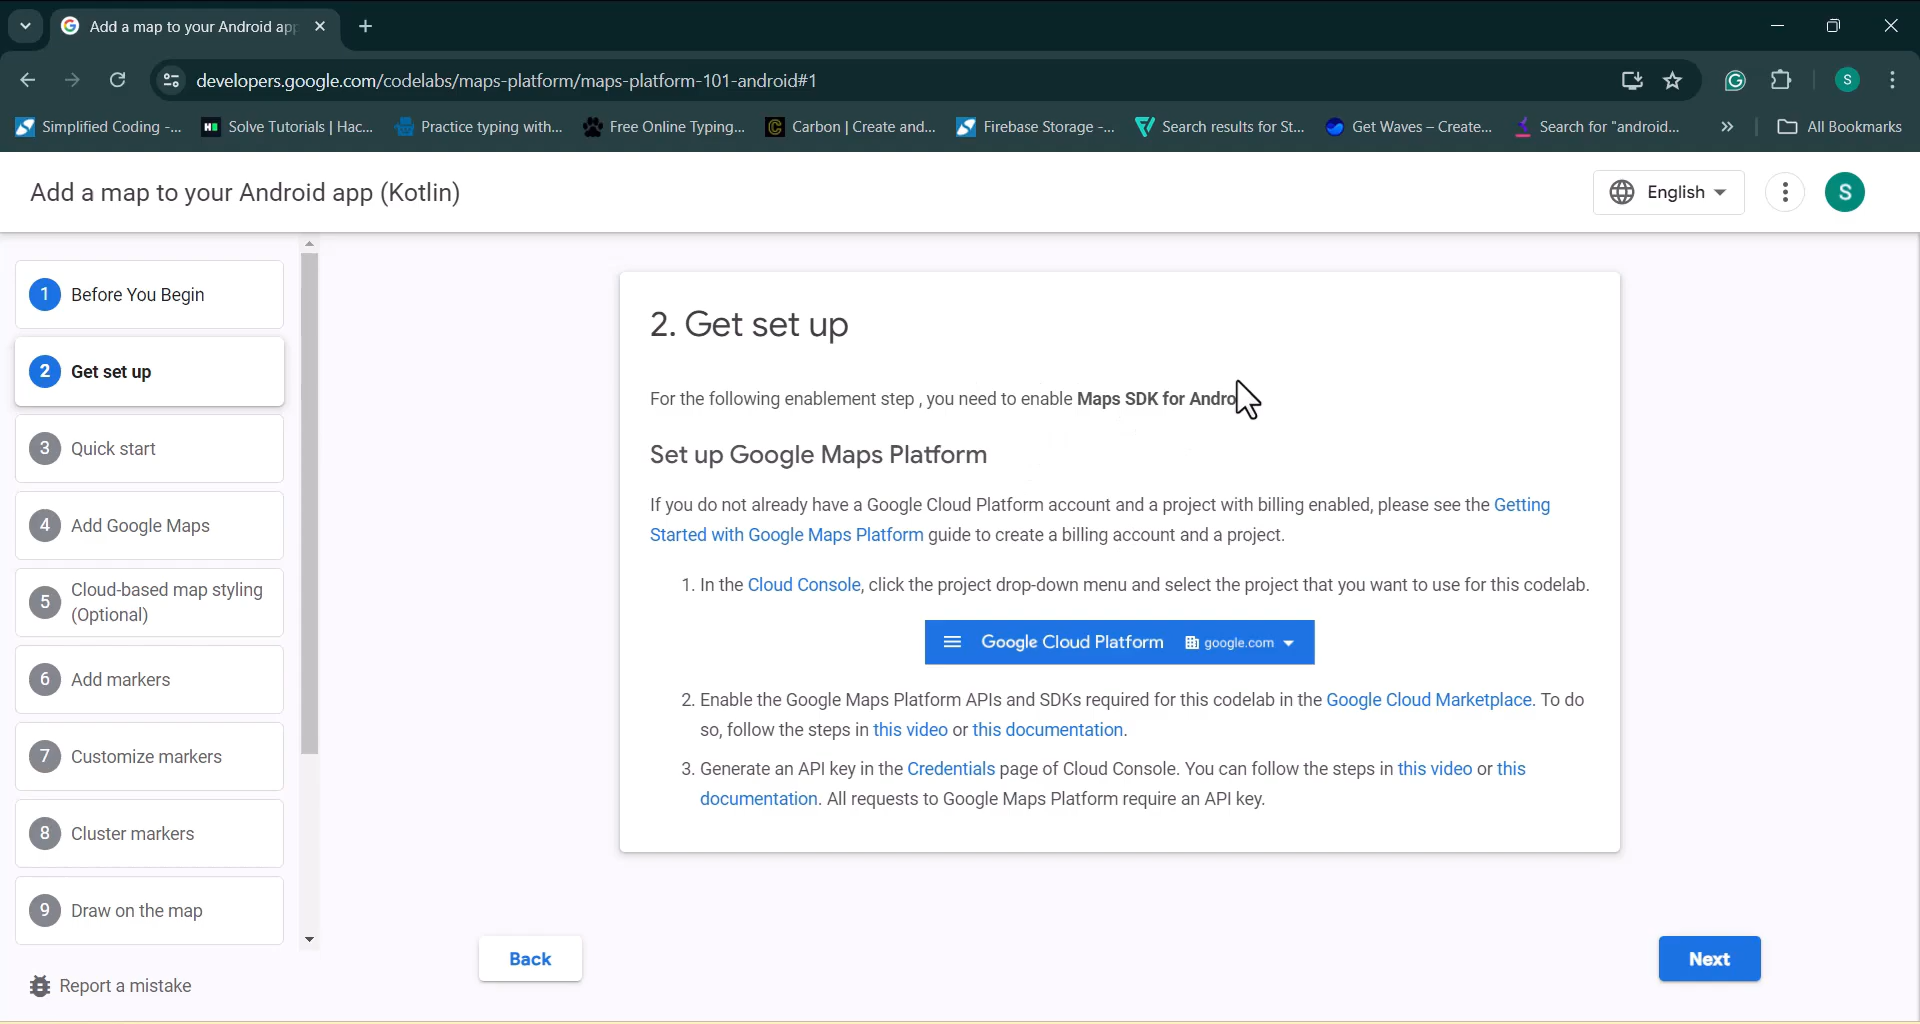 Add a map to your Android app
developers.google.com/codelabs/maps-platform/maps-platform-101-android#1
S
Simplified Coding -...
Solve Tutorials | Hac...
Practice typing with...
Free Online Typing...
Carbon | Create and...
Firebase Storage -...
Search results for St...
Get Waves – Create...
Search for "android...
All Bookmarks
Add a map to your Android app (Kotlin)
English
S
1 Before You Begin
2 Get set up
3 Quick start
4 Add Google Maps
5 Cloud-based map styling
(Optional)
6 Add markers
7 Customize markers
8 Cluster markers
9 Draw on the map
Report a mistake
2. Get set up
For the following enablement step , you need to enable Maps SDK for Andro
Set up Google Maps Platform
If you do not already have a Google Cloud Platform account and a project with billing enabled, please see the Getting
Started with Google Maps Platform guide to create a billing account and a project.
1. In the Cloud Console, click the project drop-down menu and select the project that you want to use for this codelab.
Google Cloud Platform google.com
2. Enable the Google Maps Platform APIs and SDKs required for this codelab in the Google Cloud Marketplace. To do
so, follow the steps in this video or this documentation.
3. Generate an API key in the Credentials page of Cloud Console. You can follow the steps in this video or this
documentation. All requests to Google Maps Platform require an API key.
Back
Next